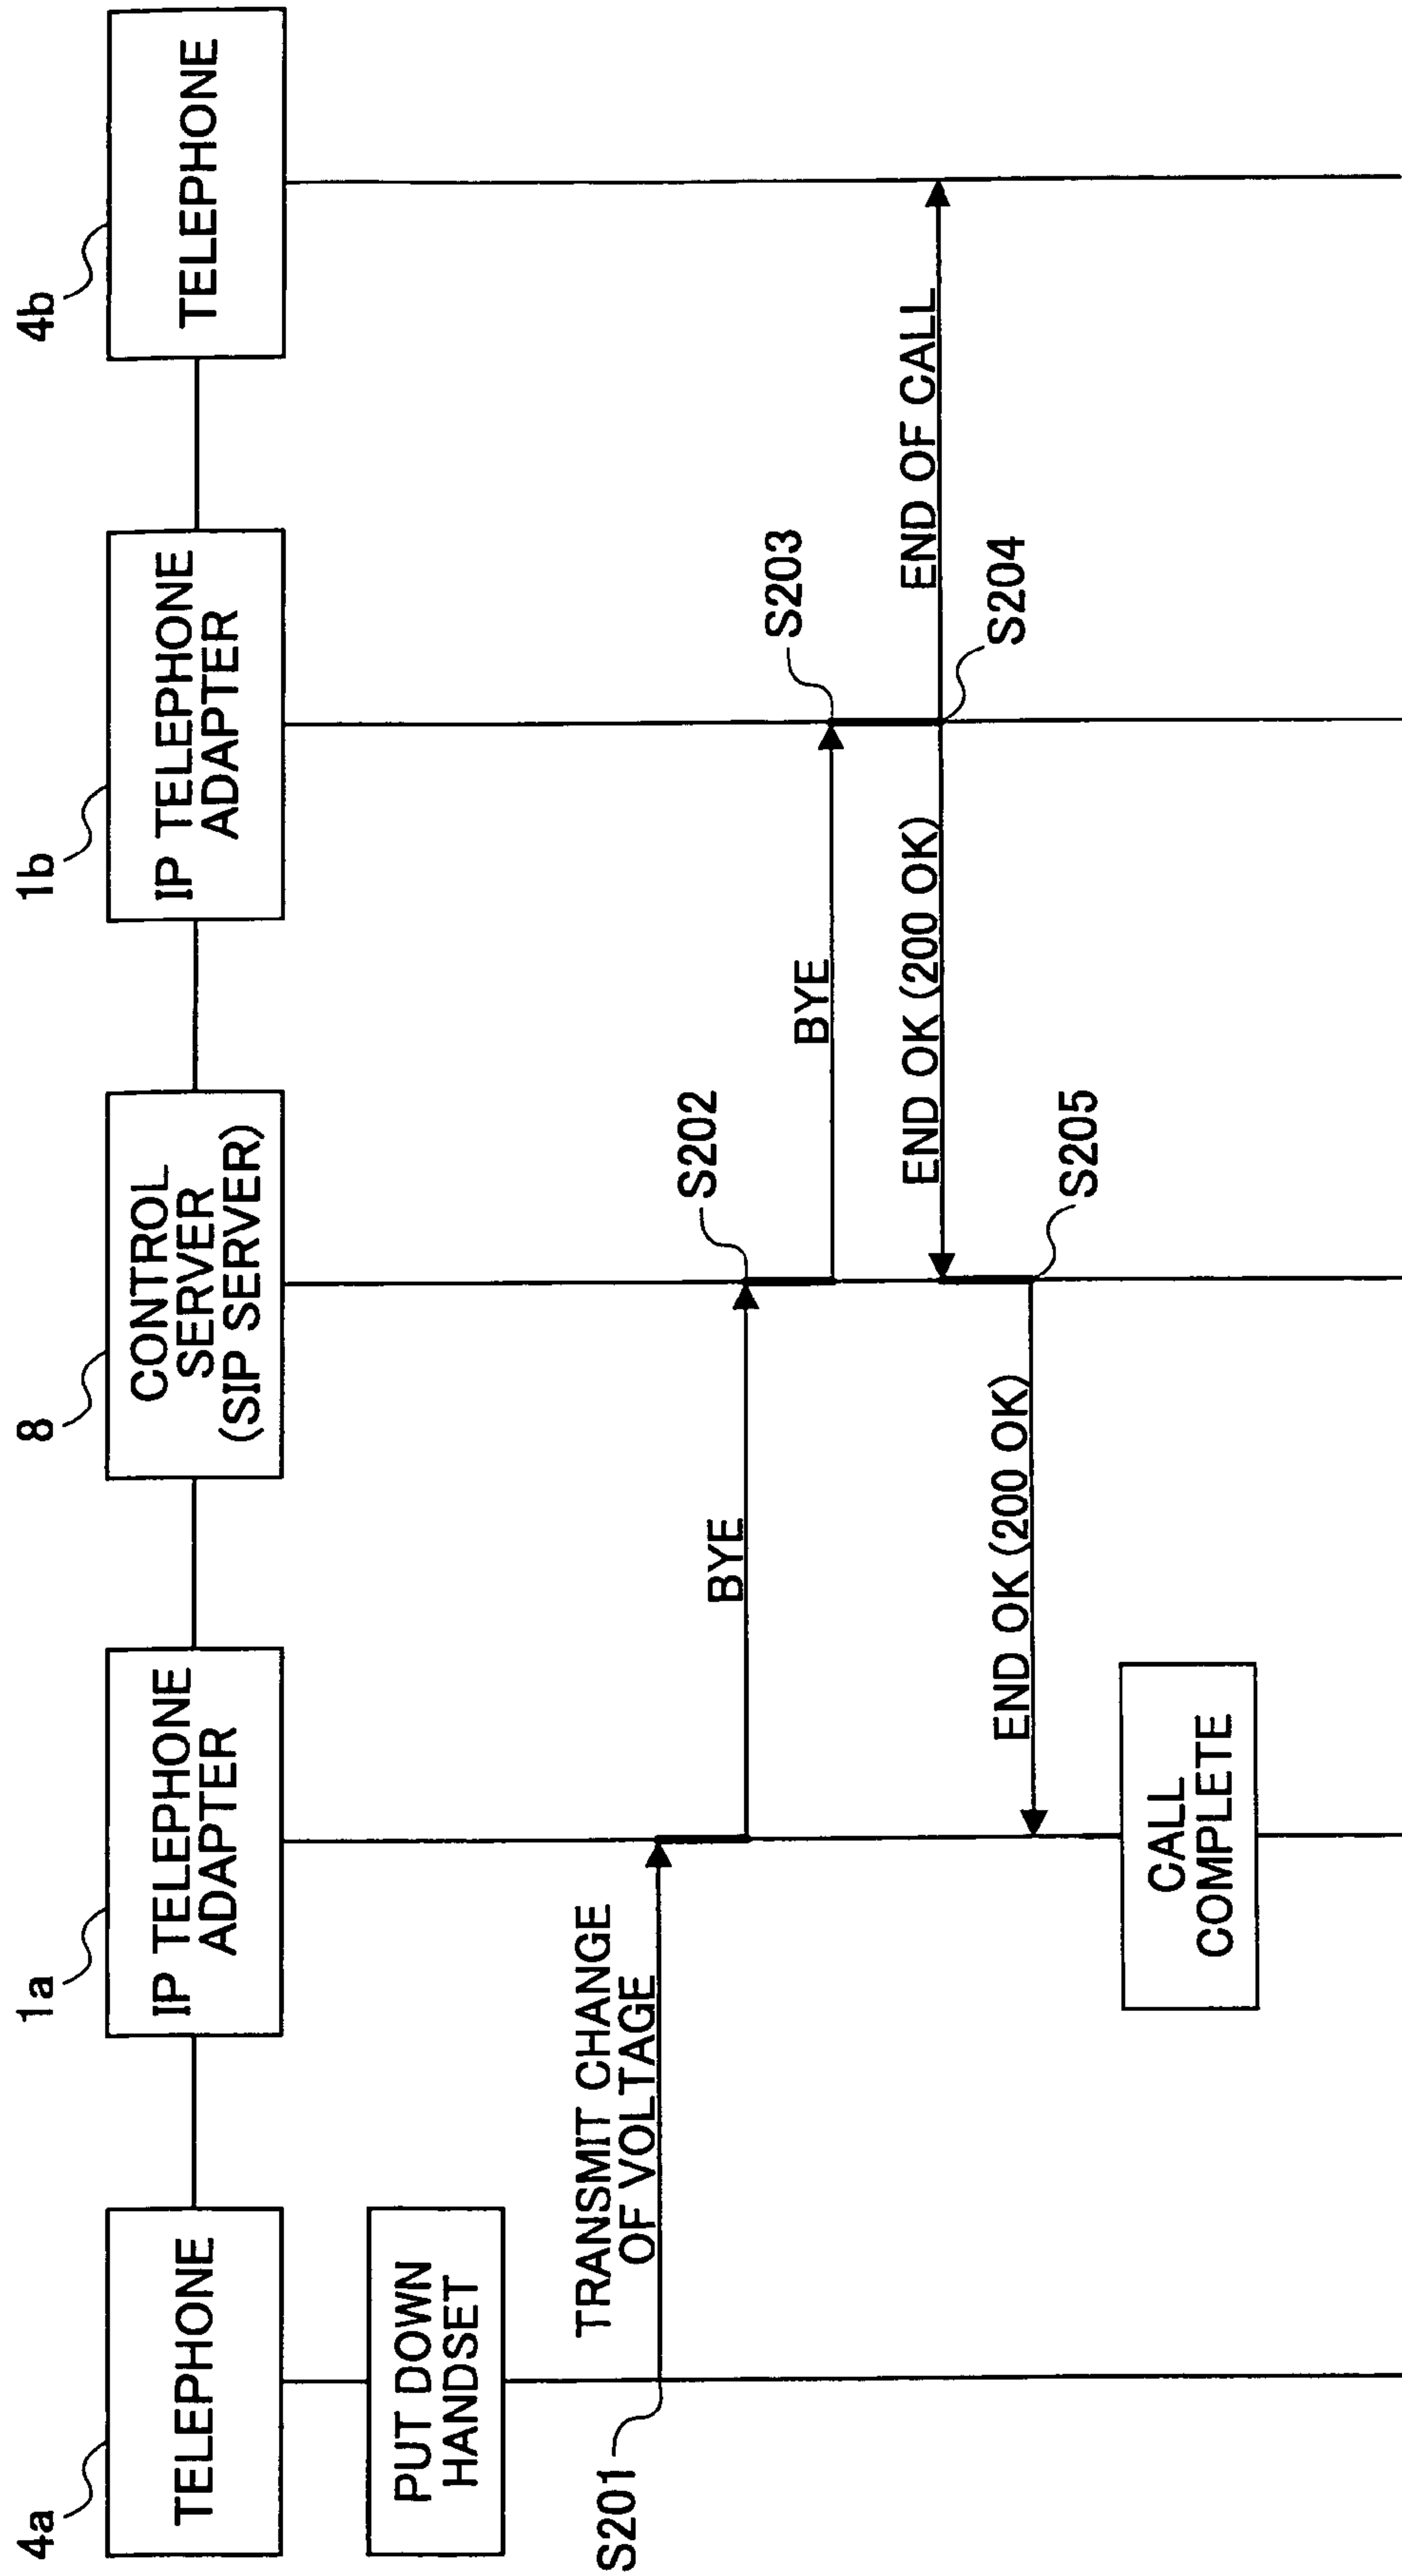 4a
TELEPHONE
1a
IP TELEPHONE
ADAPTER
8
CONTROL
SERVER
(SIP SERVER)
1b
IP TELEPHONE
ADAPTER
4b
TELEPHONE
PUT DOWN
HANDSET
S201
TRANSMIT CHANGE
OF VOLTAGE
BYE
S202
BYE
S203
END OK (200 OK)
END OF CALL
S204
END OK (200 OK)
S205
CALL
COMPLETE